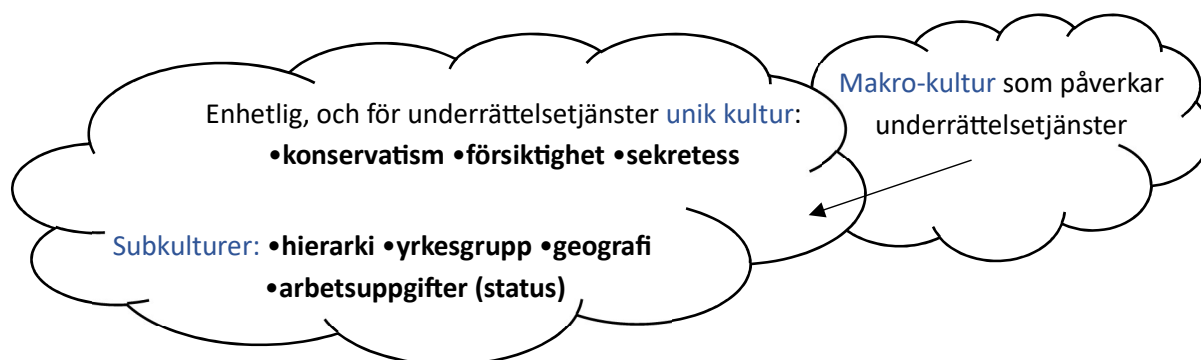 Enhetlig, och för underrättelsetjänster unik kultur:
•konservatism •försiktighet •sekretess
Subkulturer: •hierarki •yrkesgrupp •geografi
•arbetsuppgifter (status)
Makro-kultur som påverkar
underrättelsetjänster